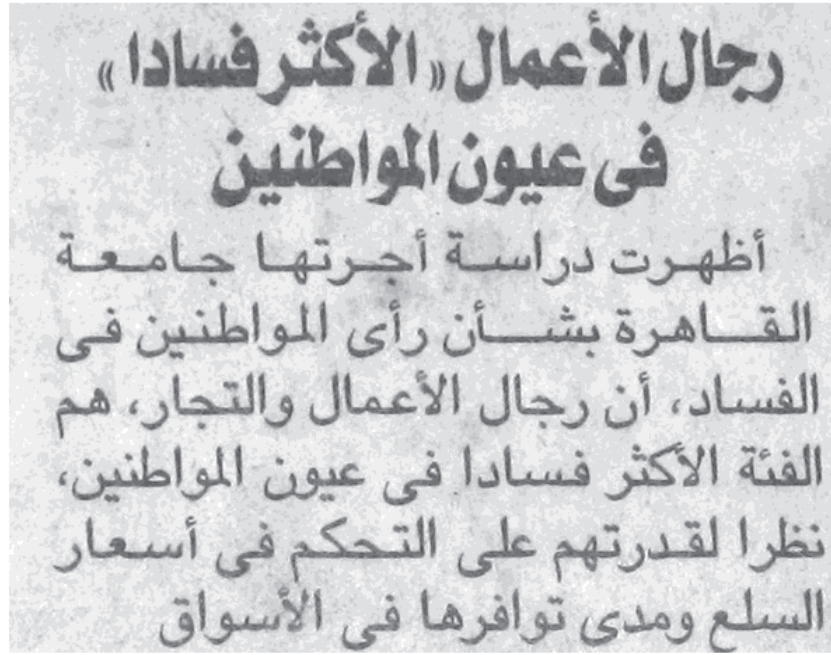 رجال الأعمال «الأكثر فسادا»
فى عيون المواطنين
أظهرت دراسة أجرتها جامعة
القاهرة بشأن رأى المواطنين فى
الفساد، أن رجال الأعمال والتجار، هم
الفئة الأكثر فسادا فى عيون المواطنين،
نظرا لقدرتهم على التحكم فى أسعار
السلع ومدى توافرها فى الأسواق